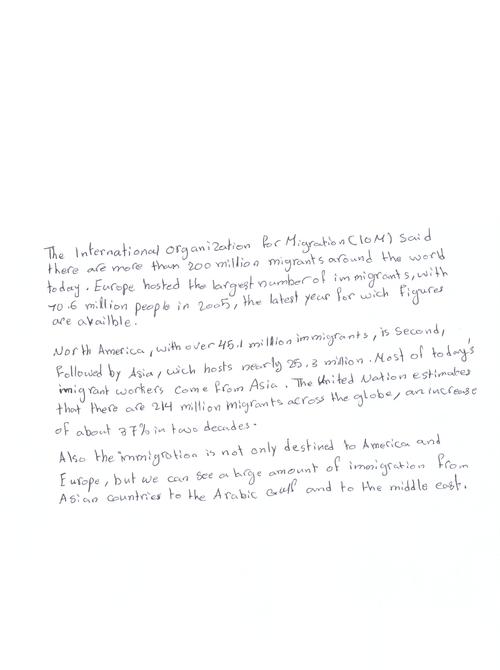 The International organization for Migration (IOM) said
there are more than 200 million migrants around the world
today. Europe hosted the largest number of immigrants, with
70.6 million people in 2005, the latest year for wich figures
are availble.
North America, with over 45.1 million immigrants, is second,
Followed by Asia, wich hosts nearly 25.3 million. Most of today's
imigrant workers come from Asia. The United Nation estimates
that there are 214 million migrants across the globe, an increase
of about 37% in two decades.
Also the immigration is not only destined to America and
Europe, but we can see a large amount of immigration From
Asian countries to the Arabic Gulf and to the middle east.